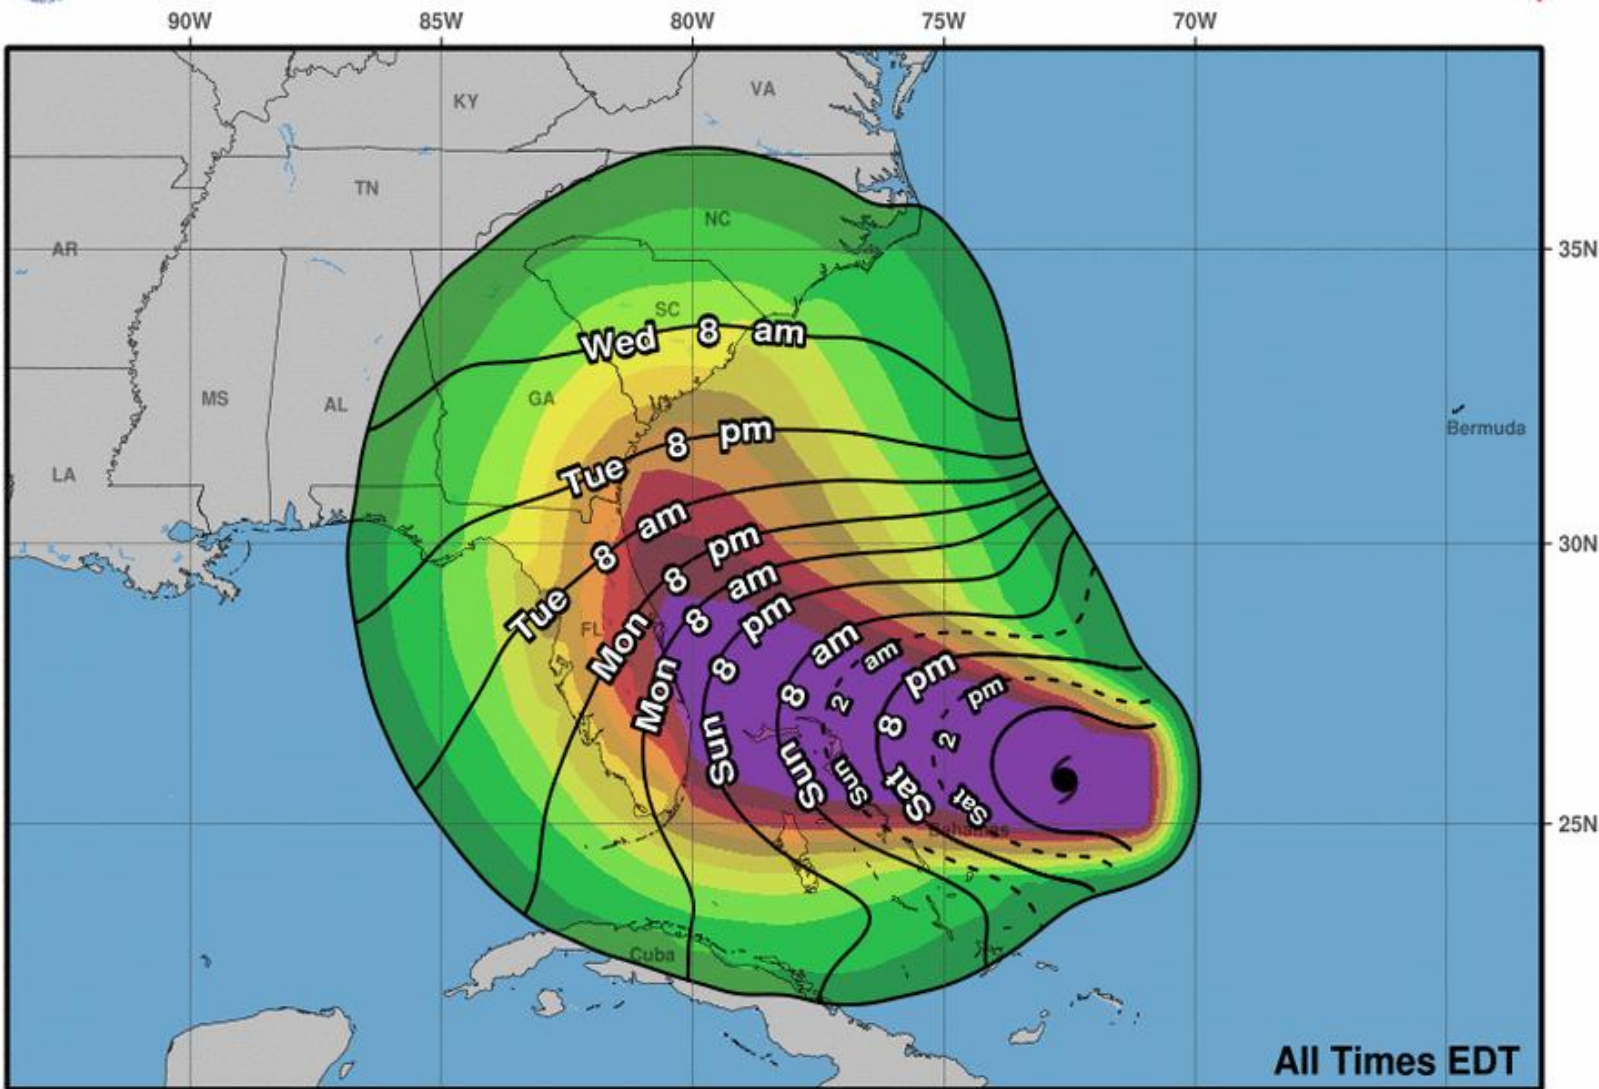 90W 85W 80W 75W 70W
KY
VA
TN
NC
AR
35N
SC
Wed 8 am
MS
AL
GA
Bermuda
Tue 8 pm
LA
Tue 8 am
30N
Mon 8 pm
FL
Mon 8 am
Sun 8 pm
Sun 8 am
Sun 2 am
Sat 8 pm
Sat 2 pm
Bahamas
25N
Cuba
All Times EDT